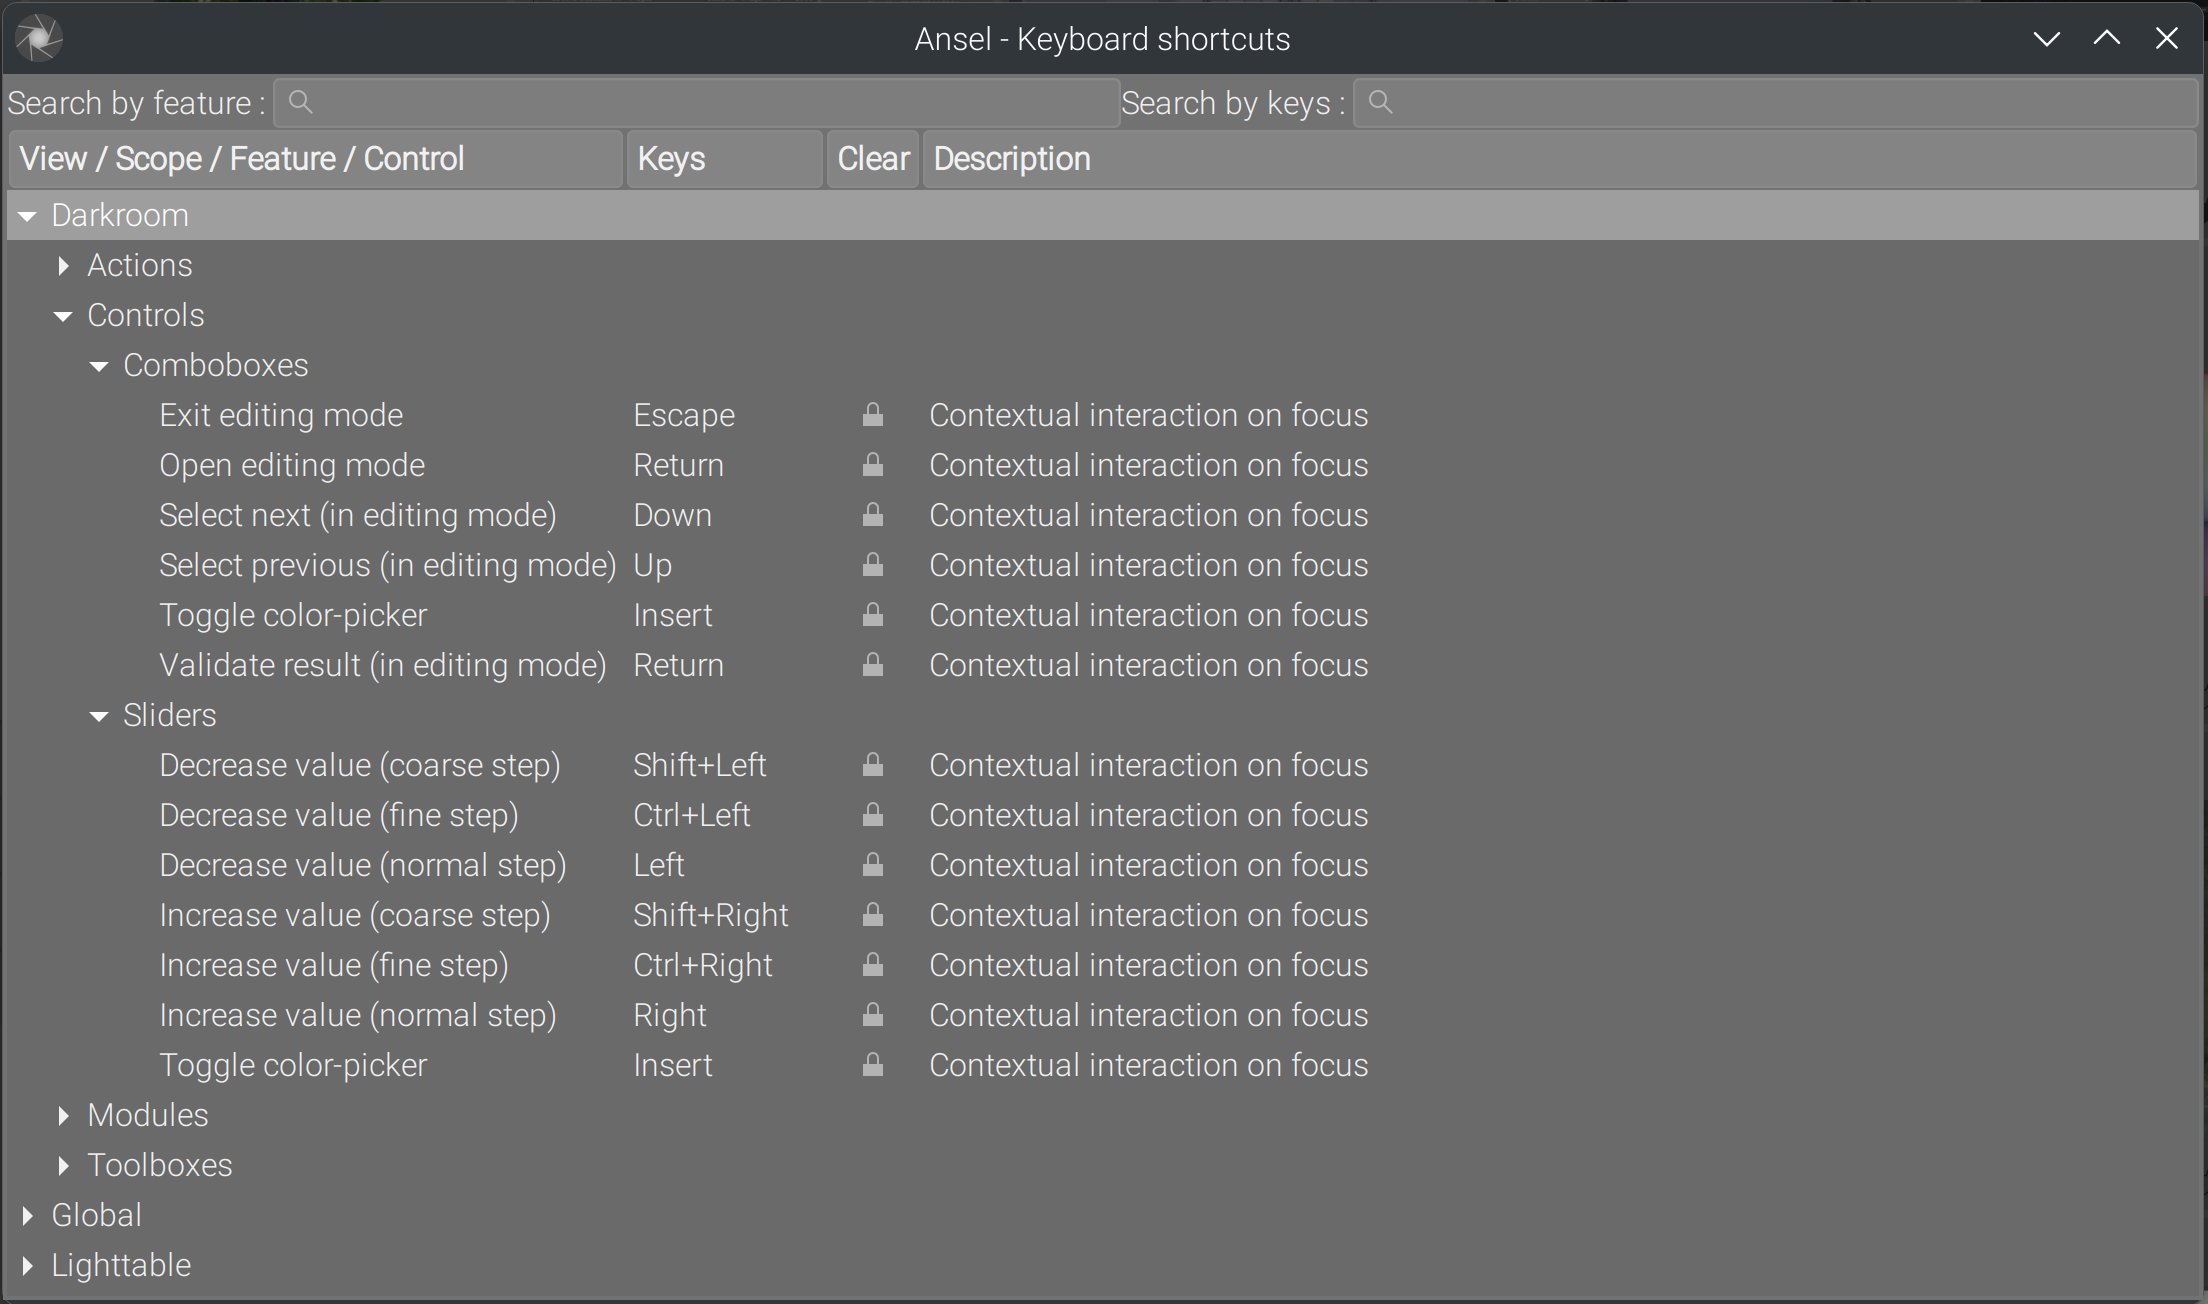 Ansel - Keyboard shortcuts
Search by feature : Search by keys :
View / Scope / Feature / Control Keys Clear Description
Darkroom
Actions
Controls
Comboboxes
Exit editing mode Escape Contextual interaction on focus
Open editing mode Return Contextual interaction on focus
Select next (in editing mode) Down Contextual interaction on focus
Select previous (in editing mode) Up Contextual interaction on focus
Toggle color-picker Insert Contextual interaction on focus
Validate result (in editing mode) Return Contextual interaction on focus
Sliders
Decrease value (coarse step) Shift+Left Contextual interaction on focus
Decrease value (fine step) Ctrl+Left Contextual interaction on focus
Decrease value (normal step) Left Contextual interaction on focus
Increase value (coarse step) Shift+Right Contextual interaction on focus
Increase value (fine step) Ctrl+Right Contextual interaction on focus
Increase value (normal step) Right Contextual interaction on focus
Toggle color-picker Insert Contextual interaction on focus
Modules
Toolboxes
Global
Lighttable